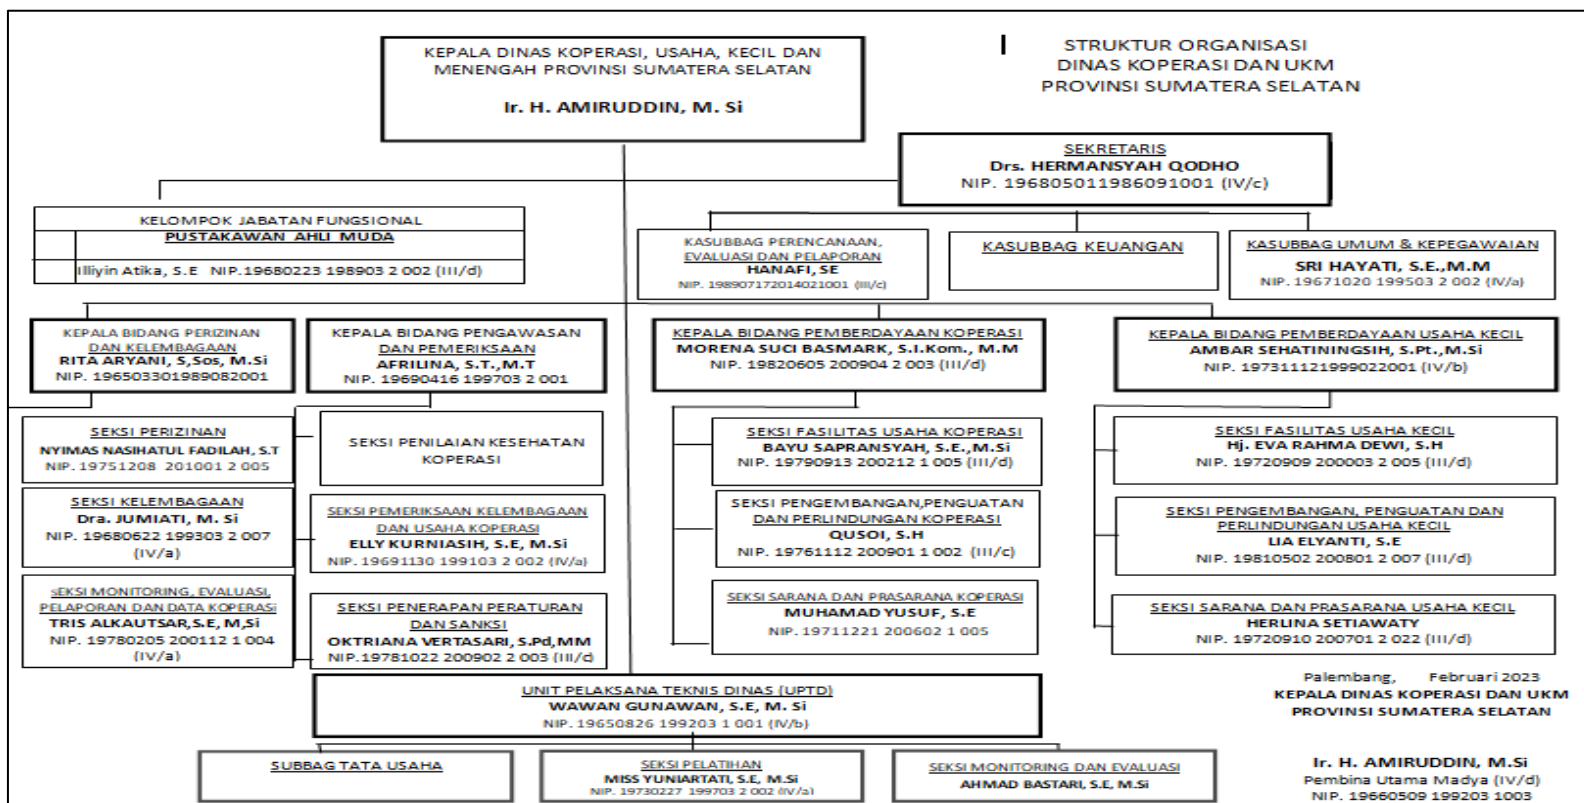 KEPALA DINAS KOPERASI, USAHA, KECIL DAN
MENENGAH PROVINSI SUMATERA SELATAN
Ir. H. AMIRUDDIN, M. Si
STRUKTUR ORGANISASI
DINAS KOPERASI DAN UKM
PROVINSI SUMATERA SELATAN
SEKRETARIS
Drs. HERMANSYAH QODHO
NIP. 196805011986091001 (IV/c)
KELOMPOK JABATAN FUNGSIONAL
PUSTAKAWAN AHLI MUDA
Illiyin Atika, S.E NIP.19680223 198903 2 002 (III/d)
KASUBBAG PERENCANAAN,
EVALUASI DAN PELAPORAN
HANAFI, SE
NIP. 198907172014021001 (III/c)
KASUBBAG KEUANGAN
KASUBBAG UMUM & KEPEGAWAIAN
SRI HAYATI, S.E.,M.M
NIP. 19671020 199503 2 002 (IV/a)
KEPALA BIDANG PERIZINAN
DAN KELEMBAGAAN
RITA ARYANI, S,Sos, M.Si
NIP. 196503301989082001
KEPALA BIDANG PENGAWASAN
DAN PEMERIKSAAN
AFRILINA, S.T.,M.T
NIP. 19690416 199703 2 001
KEPALA BIDANG PEMBERDAYAAN KOPERASI
MORENA SUCI BASMARK, S.I.Kom., M.M
NIP. 19820605 200904 2 003 (III/d)
KEPALA BIDANG PEMBERDAYAAN USAHA KECIL
AMBAR SEHATININGSIH, S.Pt.,M.Si
NIP. 197311121999022001 (IV/b)
SEKSI PERIZINAN
NYIMAS NASIHATUL FADILAH, S.T
NIP. 19751208 201001 2 005
SEKSI PENILAIAN KESEHATAN
KOPERASI
SEKSI FASILITAS USAHA KOPERASI
BAYU SAPRANSYAH, S.E.,M.Si
NIP. 19790913 200212 1 005 (III/d)
SEKSI FASILITAS USAHA KECIL
Hj. EVA RAHMA DEWI, S.H
NIP. 19720909 200003 2 005 (III/d)
SEKSI KELEMBAGAAN
Dra. JUMIATI, M. Si
NIP. 19680622 199303 2 007
(IV/a)
SEKSI PEMERIKSAAN KELEMBAGAAN
DAN USAHA KOPERASI
ELLY KURNIASIH, S.E, M.Si
NIP. 19691130 199103 2 002 (IV/a)
SEKSI PENGEMBANGAN,PENGUATAN
DAN PERLINDUNGAN KOPERASI
QUSOI, S.H
NIP. 19761112 200901 1 002 (III/c)
SEKSI PENGEMBANGAN, PENGUATAN DAN
PERLINDUNGAN USAHA KECIL
LIA ELYANTI, S.E
NIP. 19810502 200801 2 007 (III/d)
SEKSI MONITORING, EVALUASI,
PELAPORAN DAN DATA KOPERASi
TRIS ALKAUTSAR,S.E, M,Si
NIP. 19780205 200112 1 004
(IV/a)
SEKSI PENERAPAN PERATURAN
DAN SANKSI
OKTRIANA VERTASARI, S.Pd,MM
NIP.19781022 200902 2 003 (III/c)
SEKSI SARANA DAN PRASARANA KOPERASI
MUHAMAD YUSUF, S.E
NIP. 19711221 200602 1 005
SEKSI SARANA DAN PRASARANA USAHA KECIL
HERLINA SETIAWATY
NIP. 19720910 200701 2 022 (III/d)
UNIT PELAKSANA TEKNIS DINAS (UPTD)
WAWAN GUNAWAN, S.E, M. Si
NIP. 19650826 199203 1 001 (IV/b)
SUBBAG TATA USAHA
SEKSI PELATIHAN
MISS YUNIARTATI, S.E, M.Si
NIP. 19730227 199703 2 002 (IV/a)
SEKSI MONITORING DAN EVALUASI
AHMAD BASTARI, S.E, M.Si
Palembang, Februari 2023
KEPALA DINAS KOPERASI DAN UKM
PROVINSI SUMATERA SELATAN
Ir. H. AMIRUDDIN, M.Si
Pembina Utama Madya (IV/d)
NIP. 19660509 199203 1003